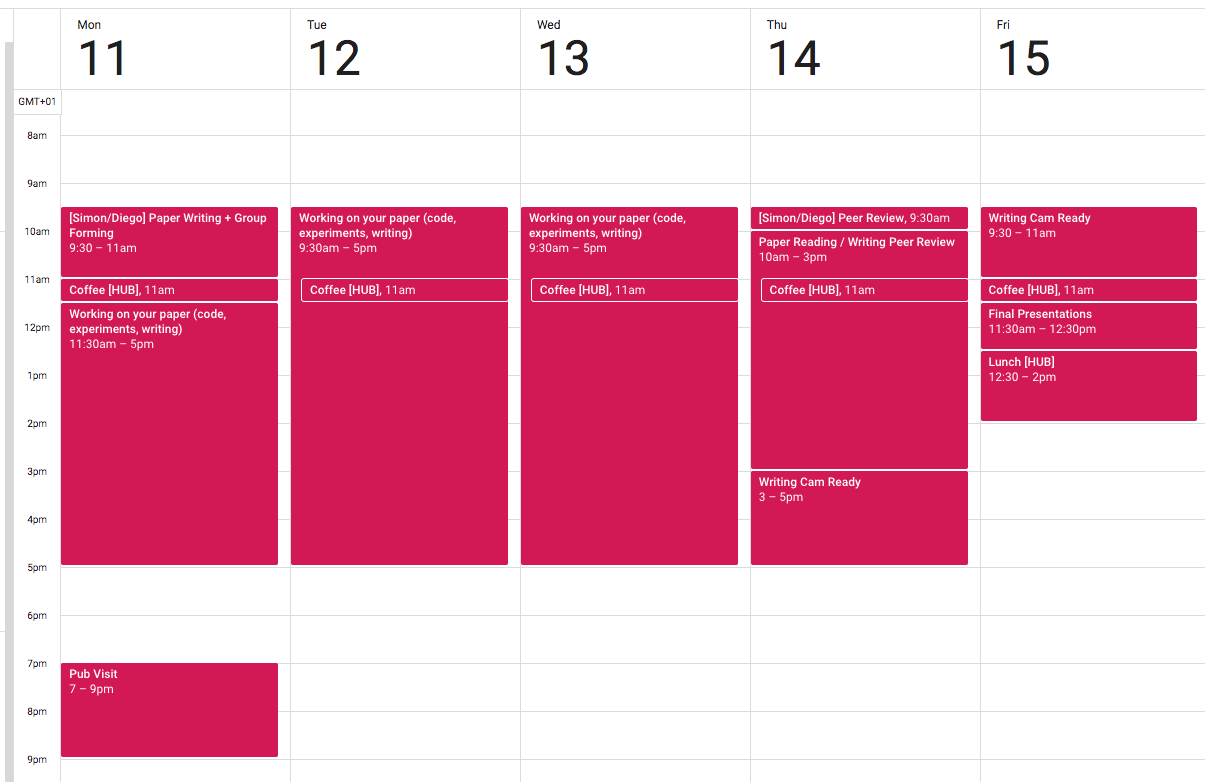 Mon
11
Tue
12
Wed
13
Thu
14
Fri
15
GMT+01
8am
9am
10am
11am
12pm
1pm
2pm
3pm
4pm
5pm
6pm
7pm
8pm
9pm
[Simon/Diego] Paper Writing + Group
Forming
9:30 – 11am
Coffee [HUB], 11am
Working on your paper (code,
experiments, writing)
11:30am – 5pm
Pub Visit
7 – 9pm
Working on your paper (code,
experiments, writing)
9:30am – 5pm
Coffee [HUB], 11am
Working on your paper (code,
experiments, writing)
9:30am – 5pm
Coffee [HUB], 11am
[Simon/Diego] Peer Review, 9:30am
Paper Reading / Writing Peer Review
10am – 3pm
Coffee [HUB], 11am
Writing Cam Ready
3 – 5pm
Writing Cam Ready
9:30 – 11am
Coffee [HUB], 11am
Final Presentations
11:30am – 12:30pm
Lunch [HUB]
12:30 – 2pm